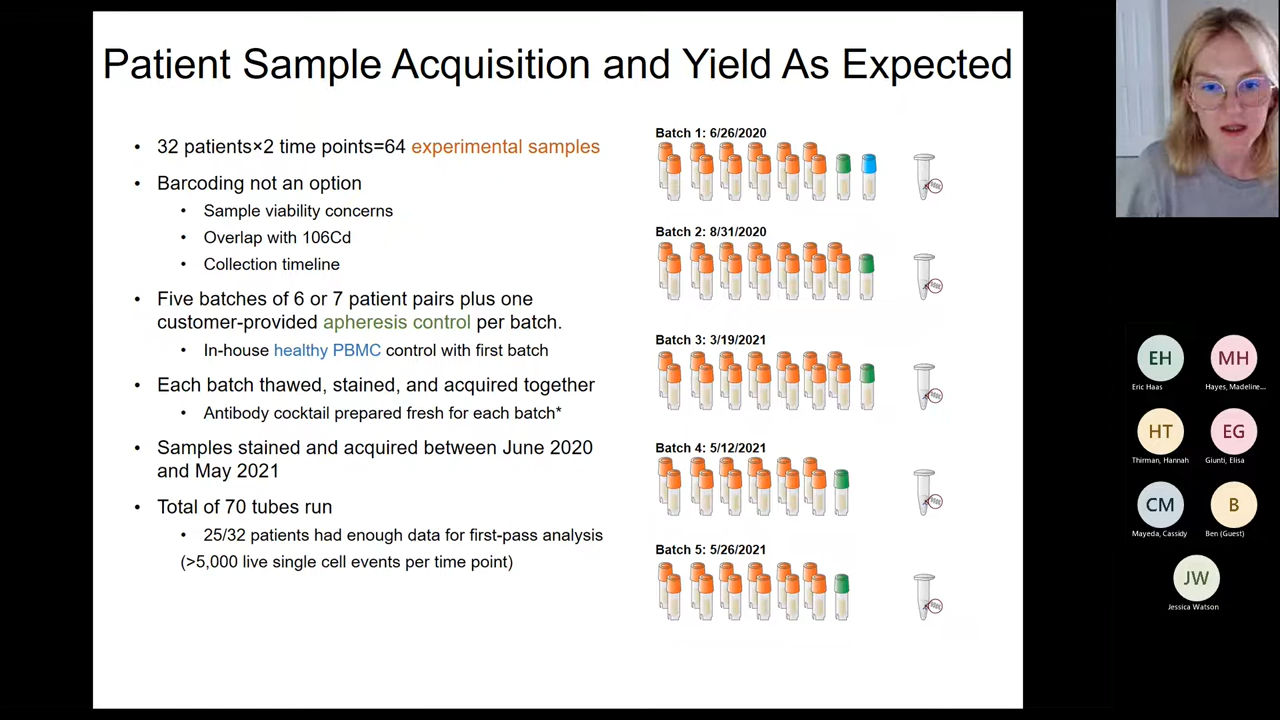 Patient Sample Acquisition and Yield As Expected
• 32 patients×2 time points=64 experimental samples
• Barcoding not an option
• Sample viability concerns
• Overlap with 106Cd
• Collection timeline
• Five batches of 6 or 7 patient pairs plus one
customer-provided apheresis control per batch.
• In-house healthy PBMC control with first batch
• Each batch thawed, stained, and acquired together
• Antibody cocktail prepared fresh for each batch*
• Samples stained and acquired between June 2020
and May 2021
• Total of 70 tubes run
• 25/32 patients had enough data for first-pass analysis
(>5,000 live single cell events per time point)
Batch 1: 6/26/2020
Batch 2: 8/31/2020
Batch 3: 3/19/2021
Batch 4: 5/12/2021
Batch 5: 5/26/2021
EH
Eric Haas
MH
Hayes, Madeline...
HT
Thirman, Hannah
EG
Giunti, Elisa
CM
Mayeda, Cassidy
B
Ben (Guest)
JW
Jessica Watson